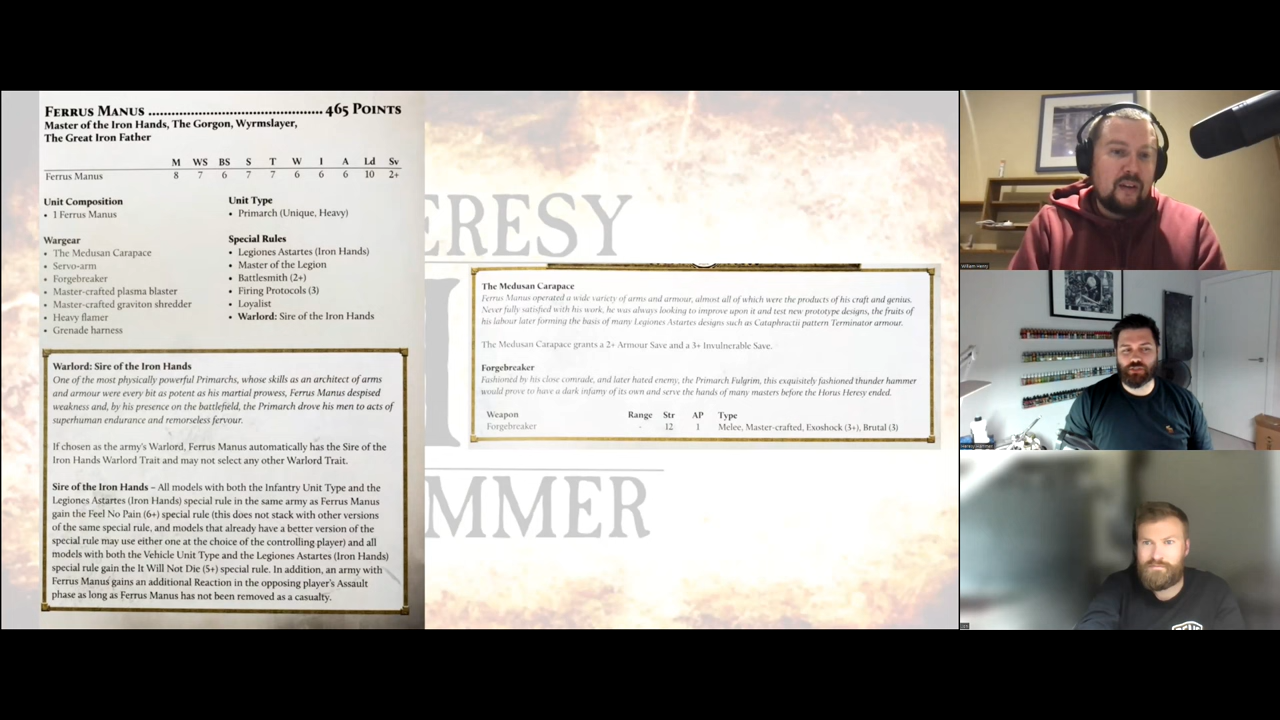 FERRUS MANUS ............................................. 465 POINTS
Master of the Iron Hands, The Gorgon, Wyrmslayer,
The Great Iron Father
M WS BS S T W I A Ld Sv
Ferrus Manus 8 7 6 7 7 6 6 6 10 2+
Unit Composition
• 1 Ferrus Manus
Wargear
• The Medusan Carapace
• Servo-arm
• Forgebreaker
• Master-crafted plasma blaster
• Master-crafted graviton shredder
• Heavy flamer
• Grenade harness
Unit Type
• Primarch (Unique, Heavy)
Special Rules
• Legiones Astartes (Iron Hands)
• Master of the Legion
• Battlesmith (2+)
• Firing Protocols (3)
• Loyalist
• Warlord: Sire of the Iron Hands
Warlord: Sire of the Iron Hands
One of the most physically powerful Primarchs, whose skills as an architect of arms
and armour were every bit as potent as his martial prowess, Ferrus Manus despised
weakness and, by his presence on the battlefield, the Primarch drove his men to acts of
superhuman endurance and remorseless fervour.
If chosen as the army's Warlord, Ferrus Manus automatically has the Sire of the
Iron Hands Warlord Trait and may not select any other Warlord Trait.
Sire of the Iron Hands – All models with both the Infantry Unit Type and the
Legiones Astartes (Iron Hands) special rule in the same army as Ferrus Manus
gain the Feel No Pain (6+) special rule (this does not stack with other versions
of the same special rule, and models that already have a better version of the
special rule may use either one at the choice of the controlling player) and all
models with both the Vehicle Unit Type and the Legiones Astartes (Iron Hands)
special rule gain the It Will Not Die (5+) special rule. In addition, an army with
Ferrus Manus gains an additional Reaction in the opposing player's Assault
phase as long as Ferrus Manus has not been removed as a casualty.
ERESY
The Medusan Carapace
Ferrus Manus operated a wide variety of arms and armour, almost all of which were the products of his craft and genius.
Never fully satisfied with his work, he was always looking to improve upon it and test new prototype designs, the fruits of
his labour later forming the basis of many Legiones Astartes designs such as Cataphractii pattern Terminator armour.
The Medusan Carapace grants a 2+ Armour Save and a 3+ Invulnerable Save.
Forgebreaker
Fashioned by his close comrade, and later hated enemy, the Primarch Fulgrim, this exquisitely fashioned thunder hammer
would prove to have a dark infamy of its own and serve the hands of many masters before the Horus Heresy ended.
Weapon Range Str AP Type
Forgebreaker - 12 1 Melee, Master-crafted, Exoshock (3+), Brutal (3)
MMER